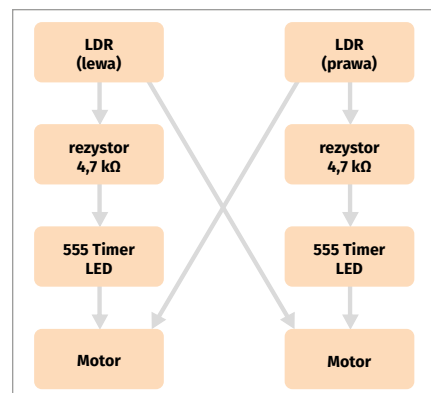 LDR
(lewa)
LDR
(prawa)
rezystor
4,7 kΩ
rezystor
4,7 kΩ
555 Timer
LED
555 Timer
LED
Motor
Motor